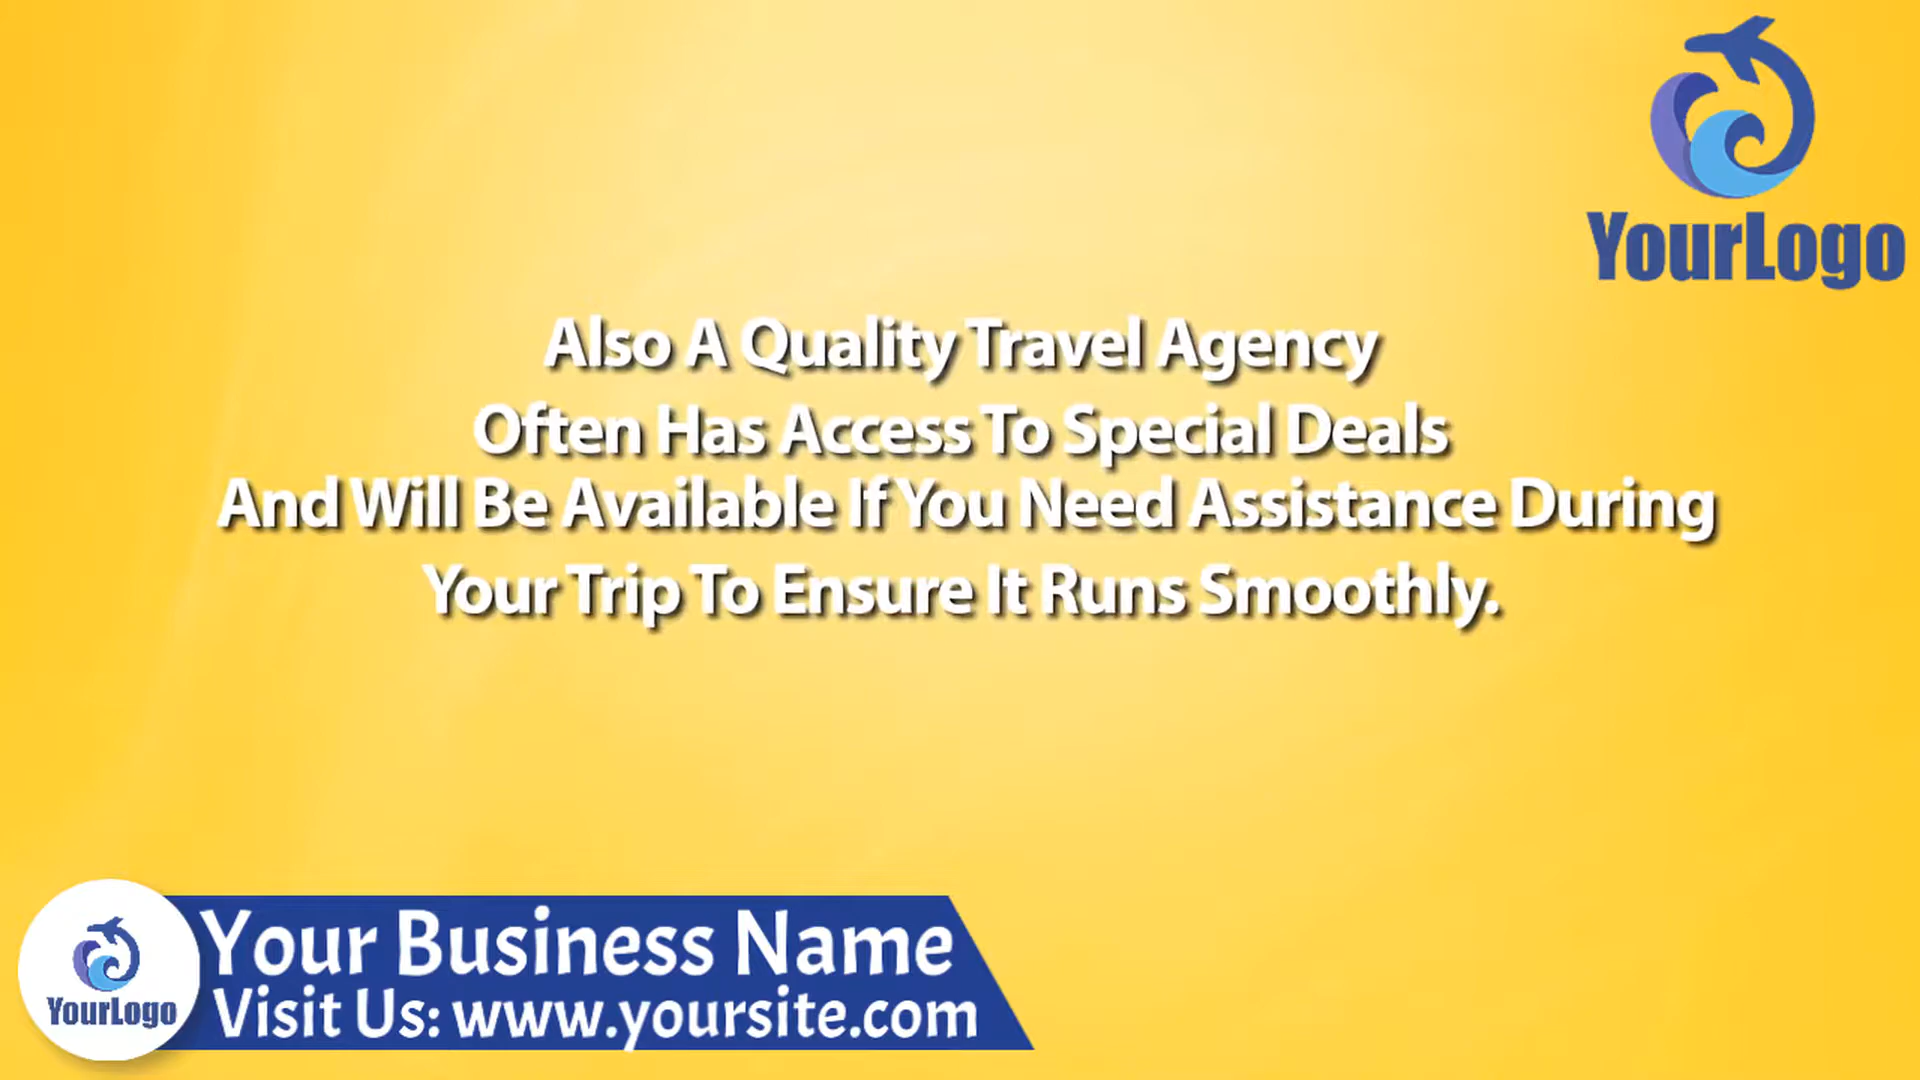 YourLogo
Also A Quality Travel Agency
Often Has Access To Special Deals
And Will Be Available If You Need Assistance During
Your Trip To Ensure It Runs Smoothly.
Your Business Name
Visit Us: www.yoursite.com
YourLogo